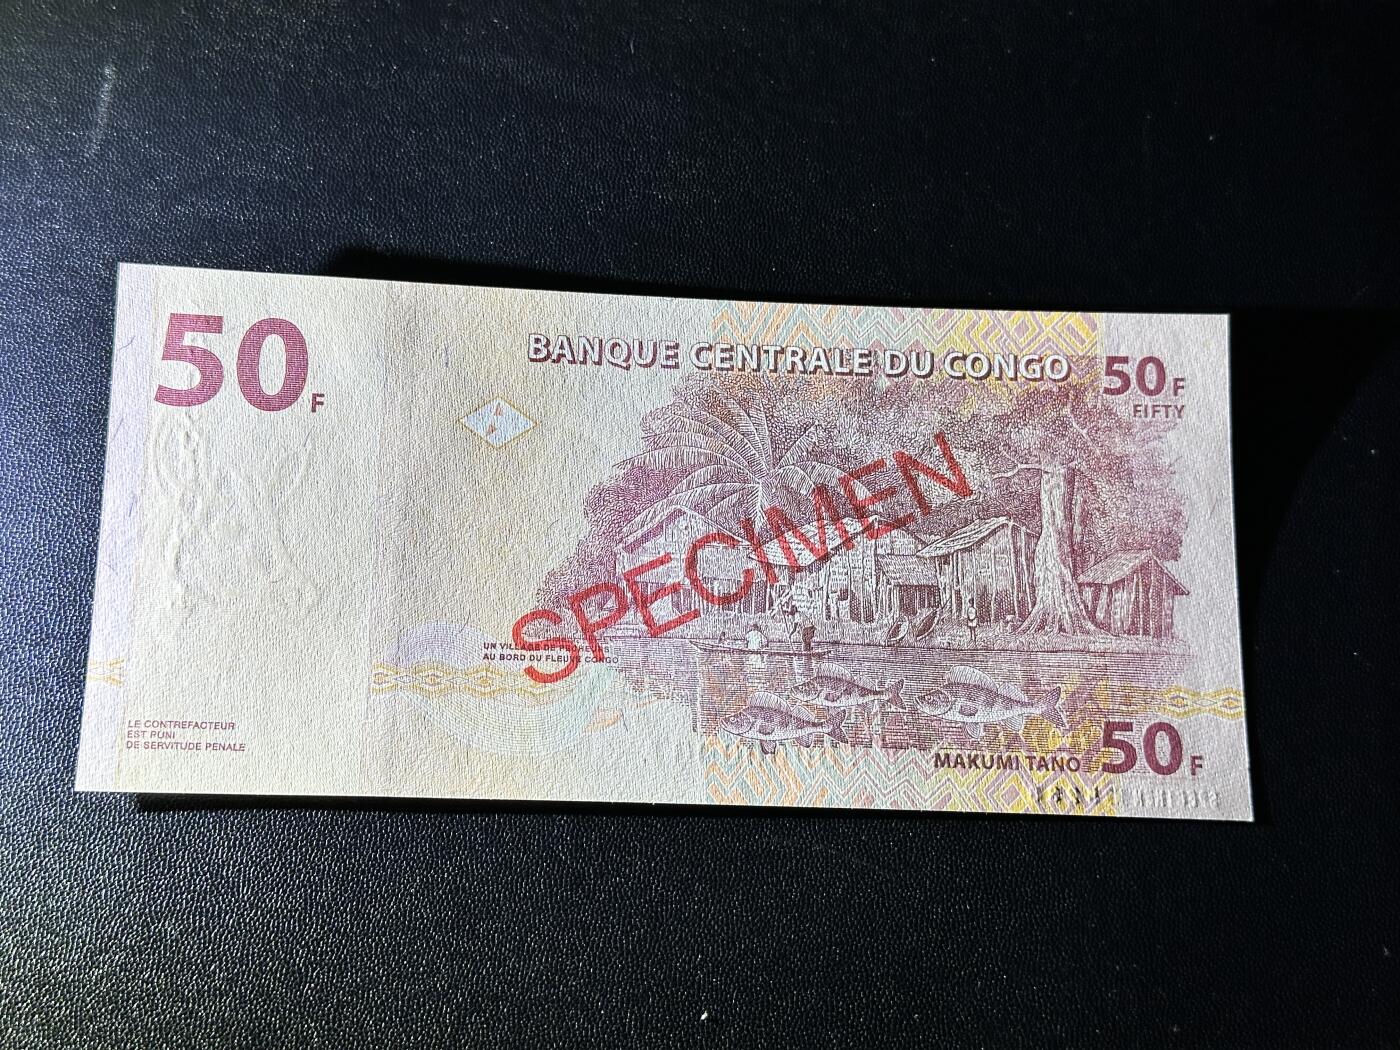 50F
BANQUE CENTRALE DU CONGO
50F
FIFTY
SPECIMEN
UN VILLAGE DE PECHEURS
AU BORD DU FLEUVE CONGO
LE CONTREFACTEUR
EST PUNI
DE SERVITUDE PENALE
MAKUMI TANO
50F